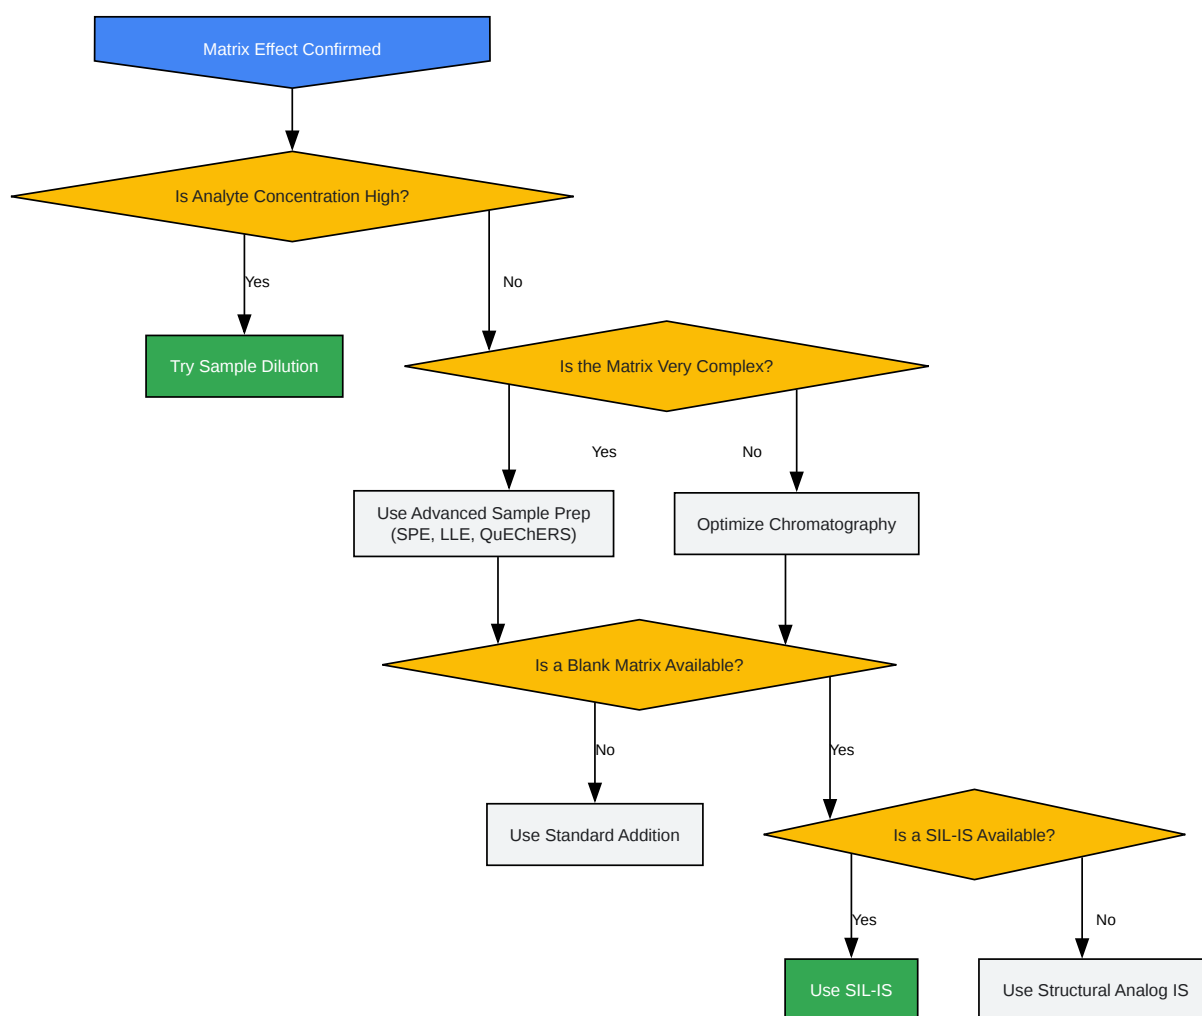 Matrix Effect Confirmed
Is Analyte Concentration High?
Yes
No
Try Sample Dilution
Is the Matrix Very Complex?
Yes
No
Use Advanced Sample Prep
(SPE, LLE, QuEChERS)
Optimize Chromatography
Is a Blank Matrix Available?
No
Yes
Use Standard Addition
Is a SIL-IS Available?
Yes
No
Use SIL-IS
Use Structural Analog IS